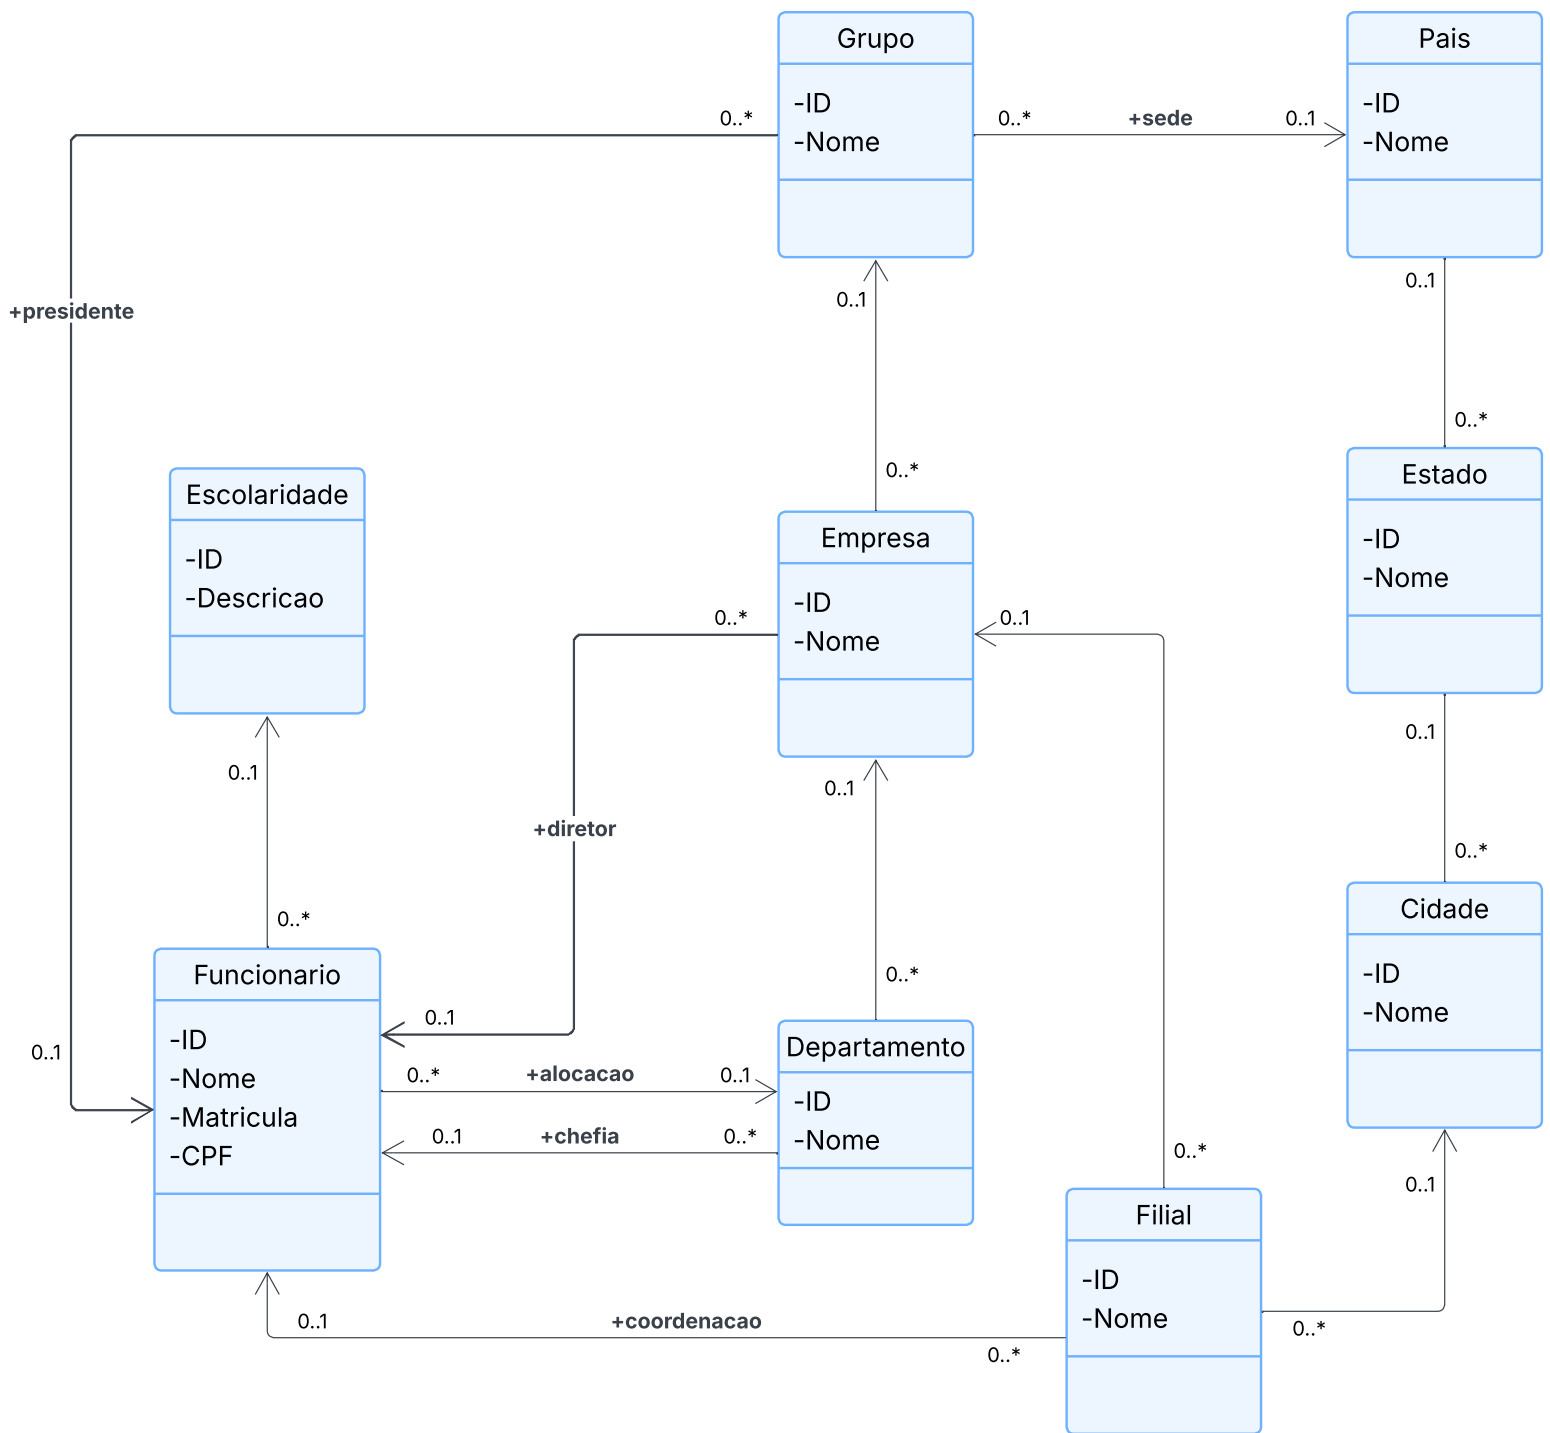 Grupo
-ID
-Nome
Pais
-ID
-Nome
0..*
0..*
+sede
0..1
+presidente
0..1
0..1
0..*
0..*
Escolaridade
-ID
-Descricao
Empresa
-ID
-Nome
Estado
-ID
-Nome
0..*
0..1
0..1
0..1
0..1
+diretor
0..*
0..*
0..*
Funcionario
-ID
-Nome
-Matricula
-CPF
0..1
0..1
0..*
+alocacao
0..1
0..1
+chefia
0..*
Departamento
-ID
-Nome
Cidade
-ID
-Nome
0..*
0..1
Filial
-ID
-Nome
0..1
+coordenacao
0..*
0..*